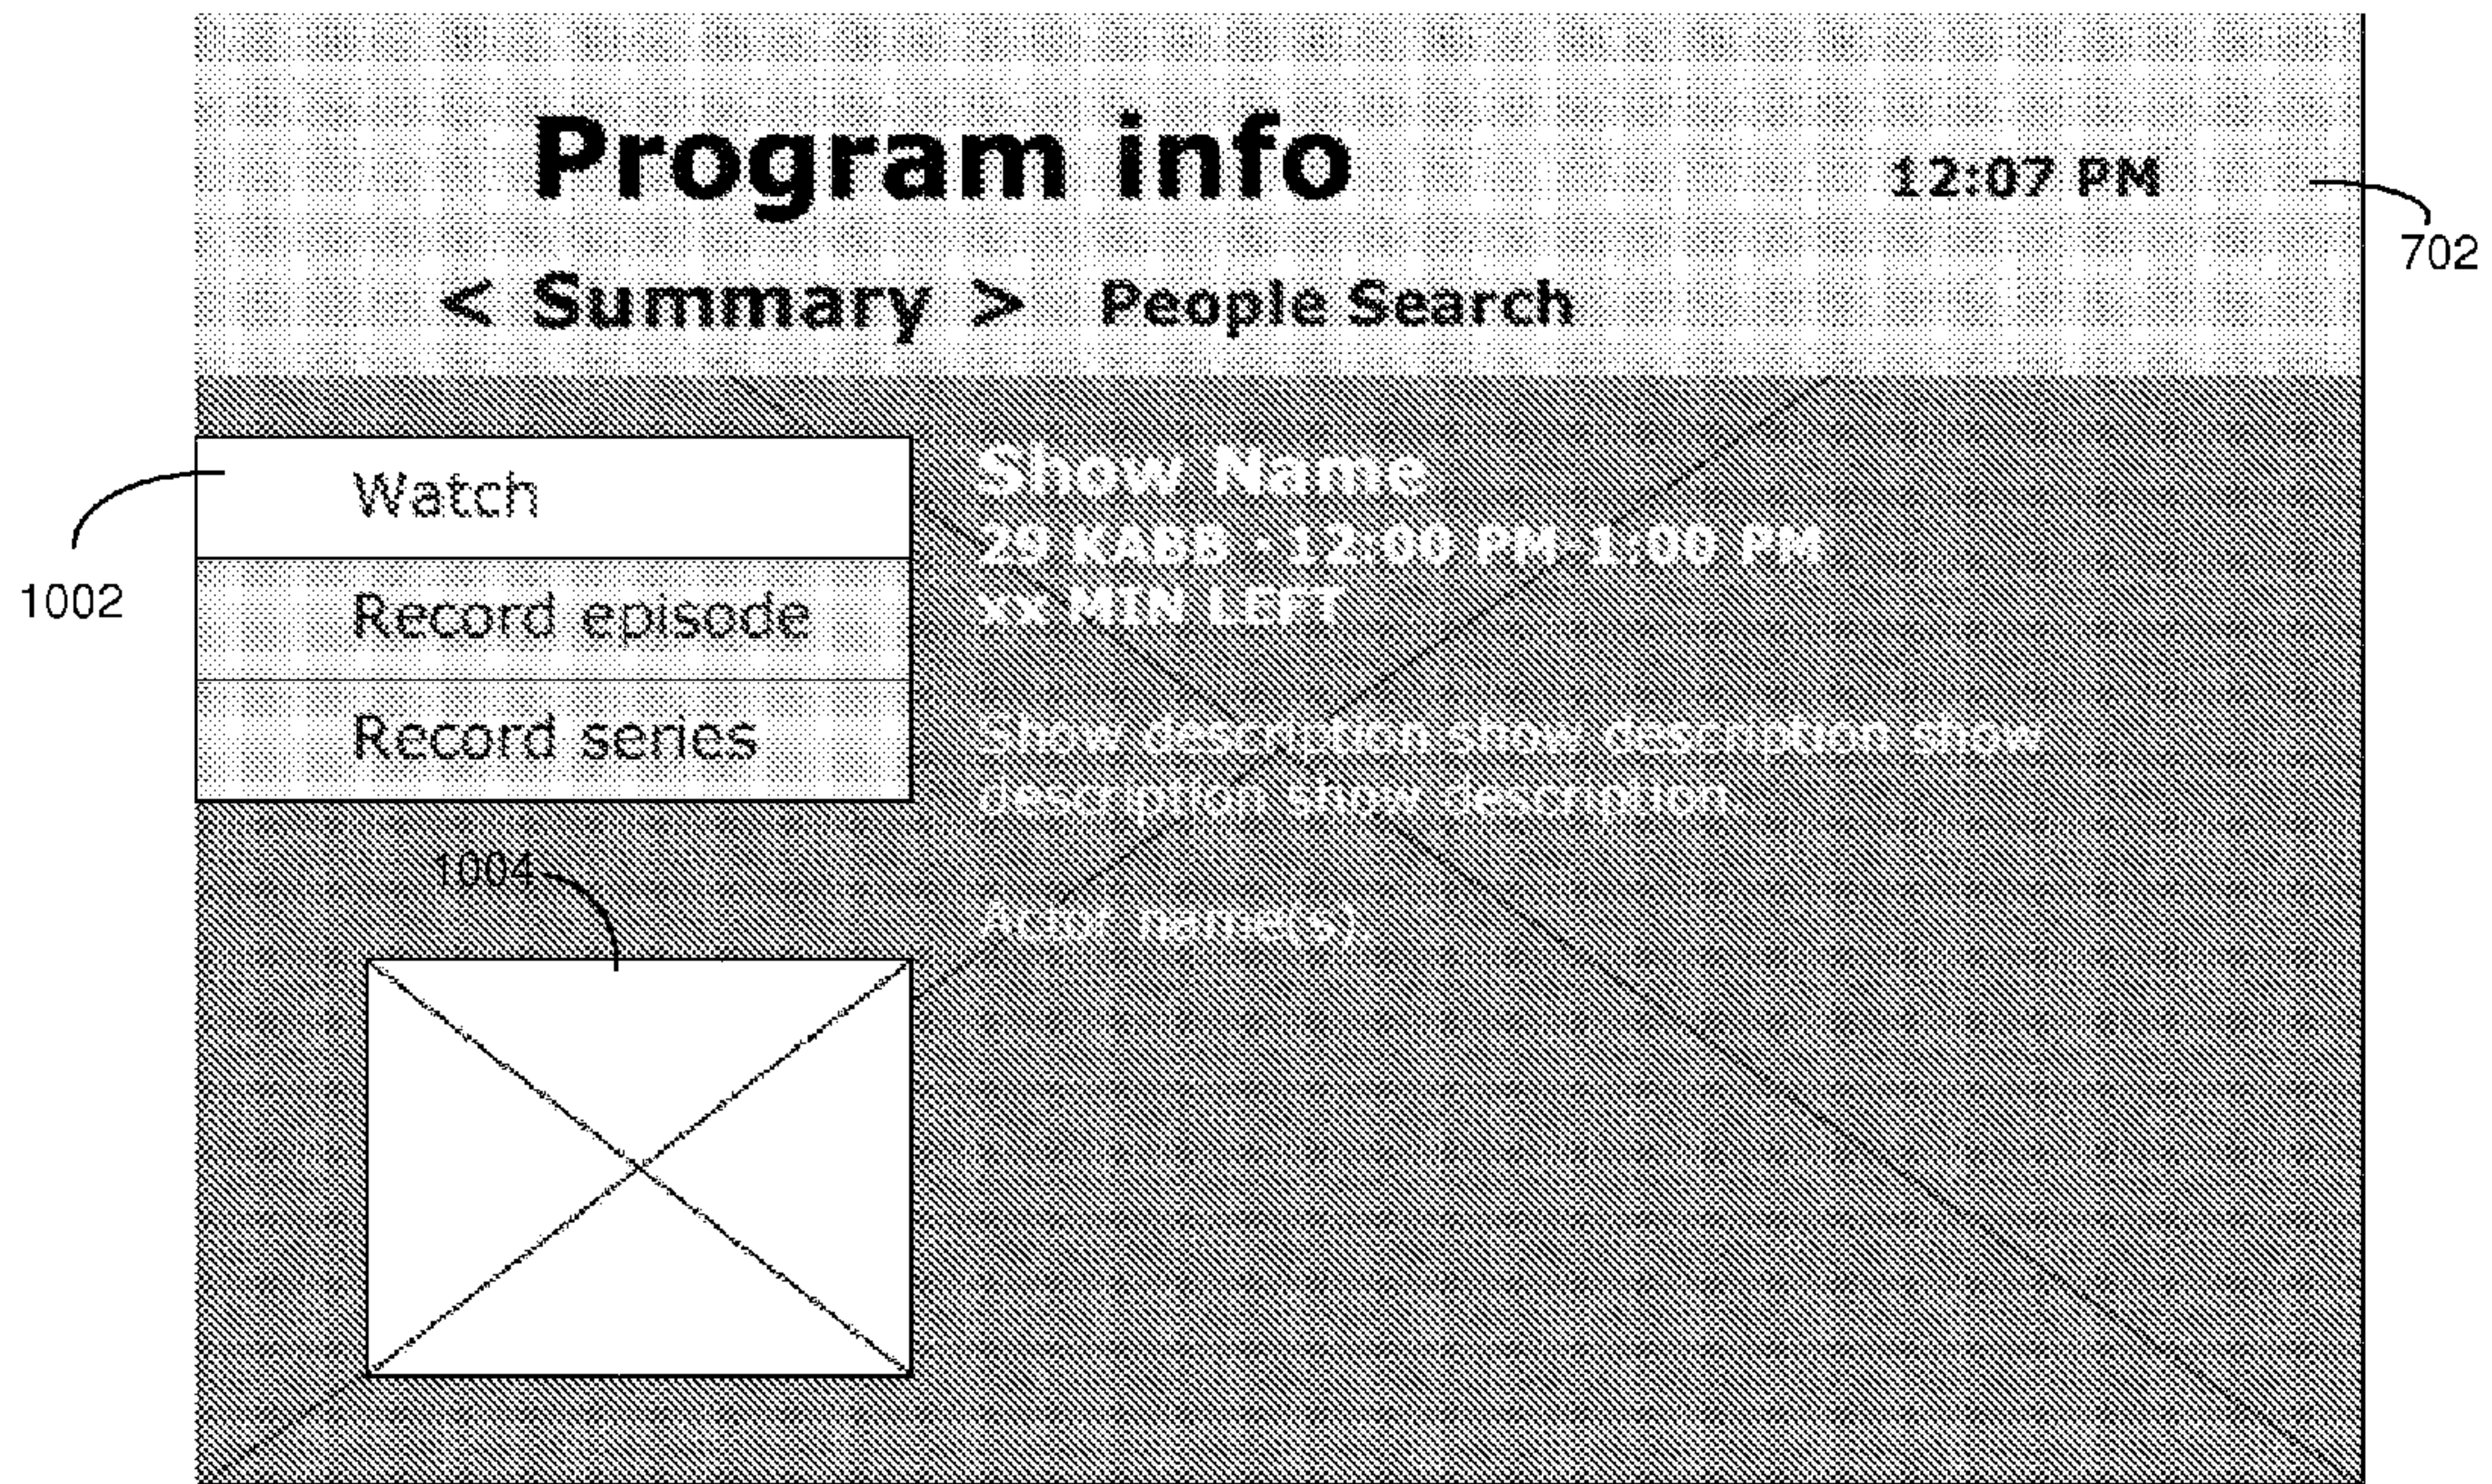 Program info
12:07 PM
702
< Summary > People Search
Watch
1002
Record episode
Record series
Show Name
29 KABB - 12:00 PM-1:00 PM
xx MIN LEFT
Show description show description show
description show description.
Actor name(s).
1004